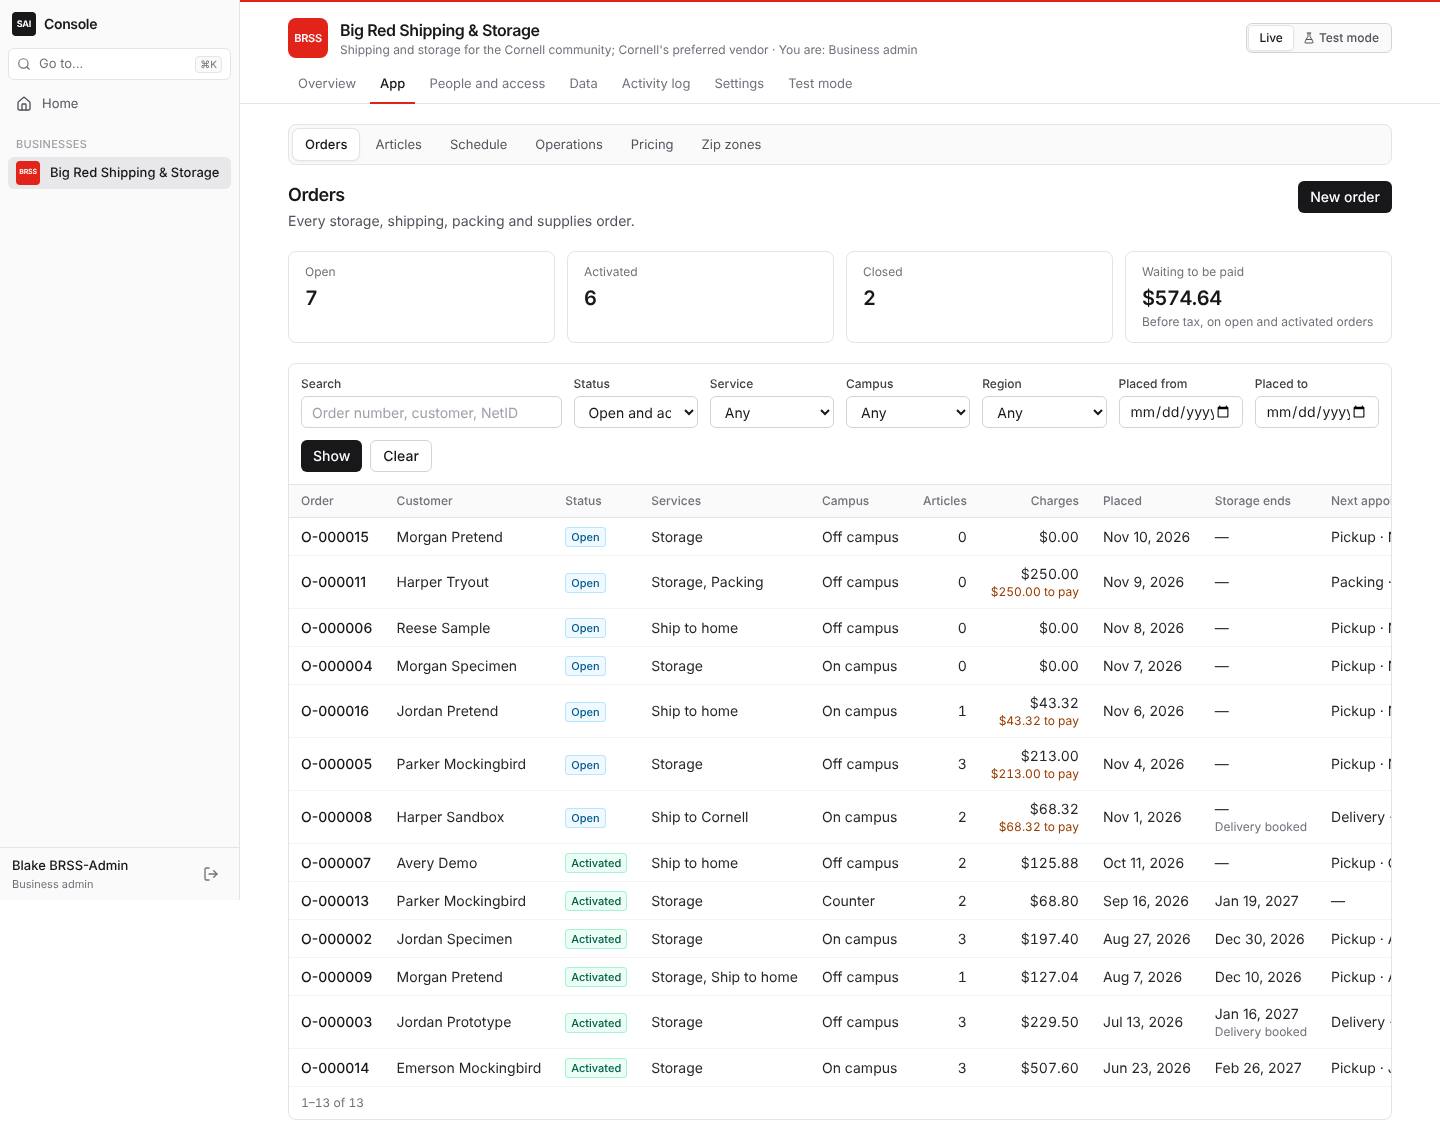 SAI Console
Go to... ⌘K
Home
BUSINESSES
BRSS Big Red Shipping & Storage
Blake BRSS-Admin
Business admin
BRSS Big Red Shipping & Storage
Shipping and storage for the Cornell community; Cornell's preferred vendor · You are: Business admin
Live Test mode
Overview App People and access Data Activity log Settings Test mode
Orders Articles Schedule Operations Pricing Zip zones
Orders
Every storage, shipping, packing and supplies order.
New order
Open Activated Closed Waiting to be paid
7 6 2 $574.64
Before tax, on open and activated orders
Search Status Service Campus Region Placed from Placed to
Order number, customer, NetID Open and ac Any Any Any mm/dd/yyyy mm/dd/yyyy
Show Clear
Order Customer Status Services Campus Articles Charges Placed Storage ends Next appo
O-000015 Morgan Pretend Open Storage Off campus 0 $0.00 Nov 10, 2026 — Pickup ·
O-000011 Harper Tryout Open Storage, Packing Off campus 0 $250.00 Nov 9, 2026 — Packing ·
$250.00 to pay
O-000006 Reese Sample Open Ship to home Off campus 0 $0.00 Nov 8, 2026 — Pickup ·
O-000004 Morgan Specimen Open Storage On campus 0 $0.00 Nov 7, 2026 — Pickup ·
O-000016 Jordan Pretend Open Ship to home On campus 1 $43.32 Nov 6, 2026 — Pickup ·
$43.32 to pay
O-000005 Parker Mockingbird Open Storage Off campus 3 $213.00 Nov 4, 2026 — Pickup ·
$213.00 to pay
O-000008 Harper Sandbox Open Ship to Cornell On campus 2 $68.32 Nov 1, 2026 — Delivery ·
$68.32 to pay Delivery booked
O-000007 Avery Demo Activated Ship to home Off campus 2 $125.88 Oct 11, 2026 — Pickup ·
O-000013 Parker Mockingbird Activated Storage Counter 2 $68.80 Sep 16, 2026 Jan 19, 2027 —
O-000002 Jordan Specimen Activated Storage On campus 3 $197.40 Aug 27, 2026 Dec 30, 2026 Pickup ·
O-000009 Morgan Pretend Activated Storage, Ship to home Off campus 1 $127.04 Aug 7, 2026 Dec 10, 2026 Pickup ·
O-000003 Jordan Prototype Activated Storage Off campus 3 $229.50 Jul 13, 2026 Jan 16, 2027 Delivery ·
Delivery booked
O-000014 Emerson Mockingbird Activated Storage On campus 3 $507.60 Jun 23, 2026 Feb 26, 2027 Pickup ·
1–13 of 13